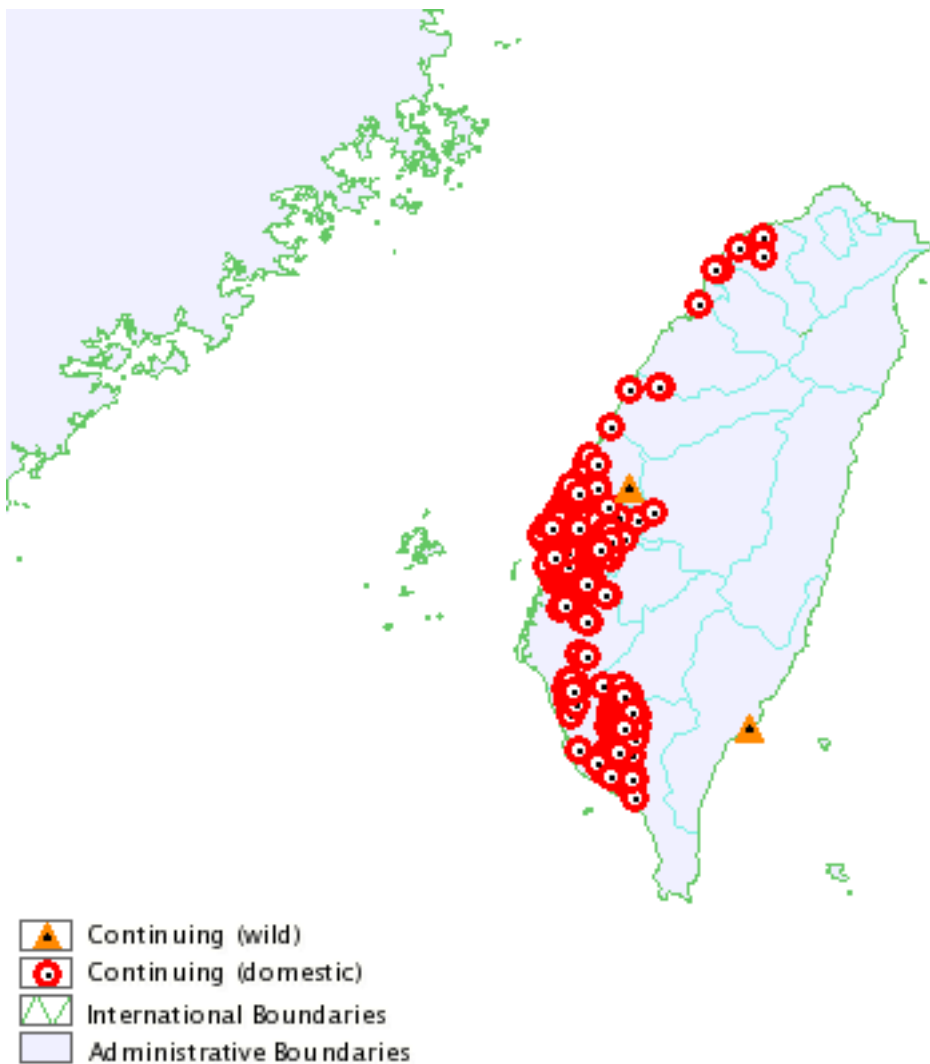 Continuing (wild)
Continuing (domestic)
International Boundaries
Administrative Boundaries